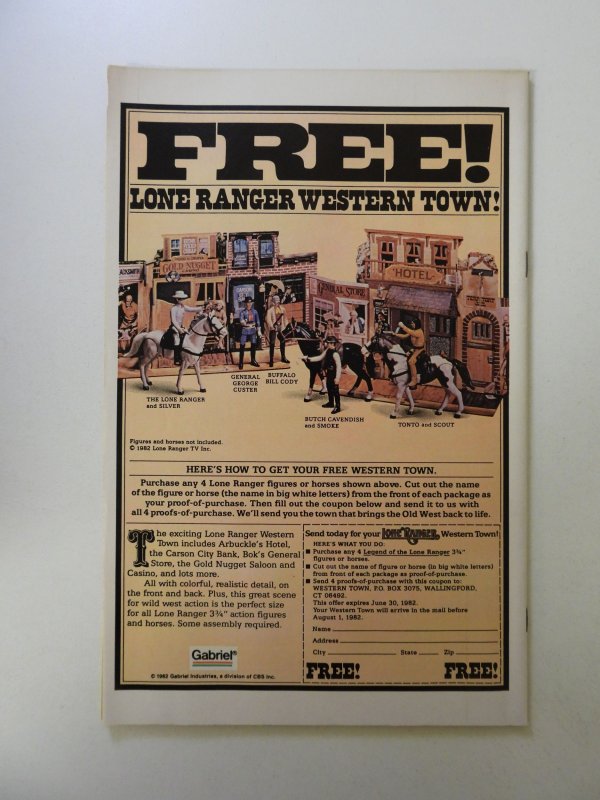 FREE!
LONE RANGER WESTERN TOWN!
GOLD NUGGET
CARSON
GENERAL STORE
"HOTEL"
THE LONE RANGER
and SILVER
GENERAL
GEORGE
CUSTER
BUFFALO
BILL CODY
BUTCH CAVENDISH
and SMOKE
TONTO and SCOUT
Figures and horses not included.
© 1982 Lone Ranger TV Inc.
HERE'S HOW TO GET YOUR FREE WESTERN TOWN.
Purchase any 4 Lone Ranger figures or horses shown above. Cut out the name
of the figure or horse (the name in big white letters) from the front of each package as
your proof-of-purchase. Then fill out the coupon below and send it to us with
all 4 proofs-of-purchase. We'll send you the town that brings the Old West back to life.
The exciting Lone Ranger Western
Town includes Arbuckle's Hotel,
the Carson City Bank, Bok's General
Store, the Gold Nugget Saloon and
Casino, and lots more.
All with colorful, realistic detail, on
the front and back. Plus, this great scene
for wild west action is the perfect size
for all Lone Ranger 3¾" action figures
and horses. Some assembly required.
Gabriel®
© 1982 Gabriel Industries, a division of CBS Inc.
Send today for your LONE RANGER Western Town!
HERE'S WHAT YOU DO:
■ Purchase any 4 Legend of the Lone Ranger 3¾"
figures or horses.
■ Cut out the name of figure or horse (in big white letters)
from front of each package as proof-of-purchase.
■ Send 4 proofs-of-purchase with this coupon to:
WESTERN TOWN, P.O. BOX 3075, WALLINGFORD,
CT 06492.
This offer expires June 30, 1982.
Your Western Town will arrive in the mail before
August 1, 1982.
Name
Address
City State Zip
FREE! FREE!